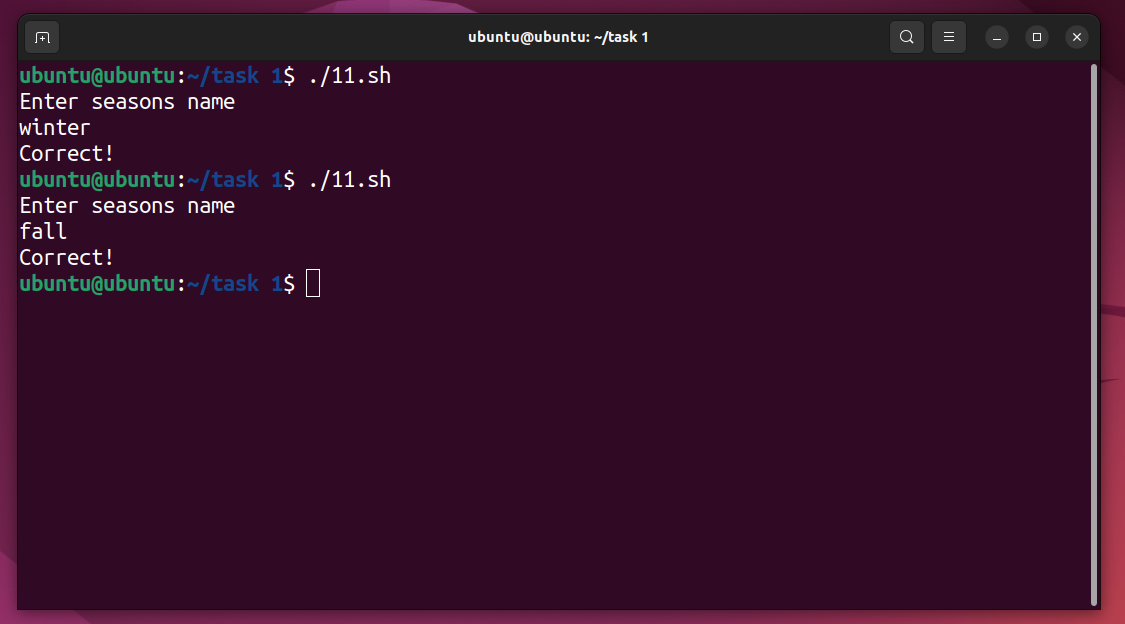 ubuntu@ubuntu: ~/task 1
ubuntu@ubuntu:~/task 1$ ./11.sh
Enter seasons name
winter
Correct!
ubuntu@ubuntu:~/task 1$ ./11.sh
Enter seasons name
fall
Correct!
ubuntu@ubuntu:~/task 1$